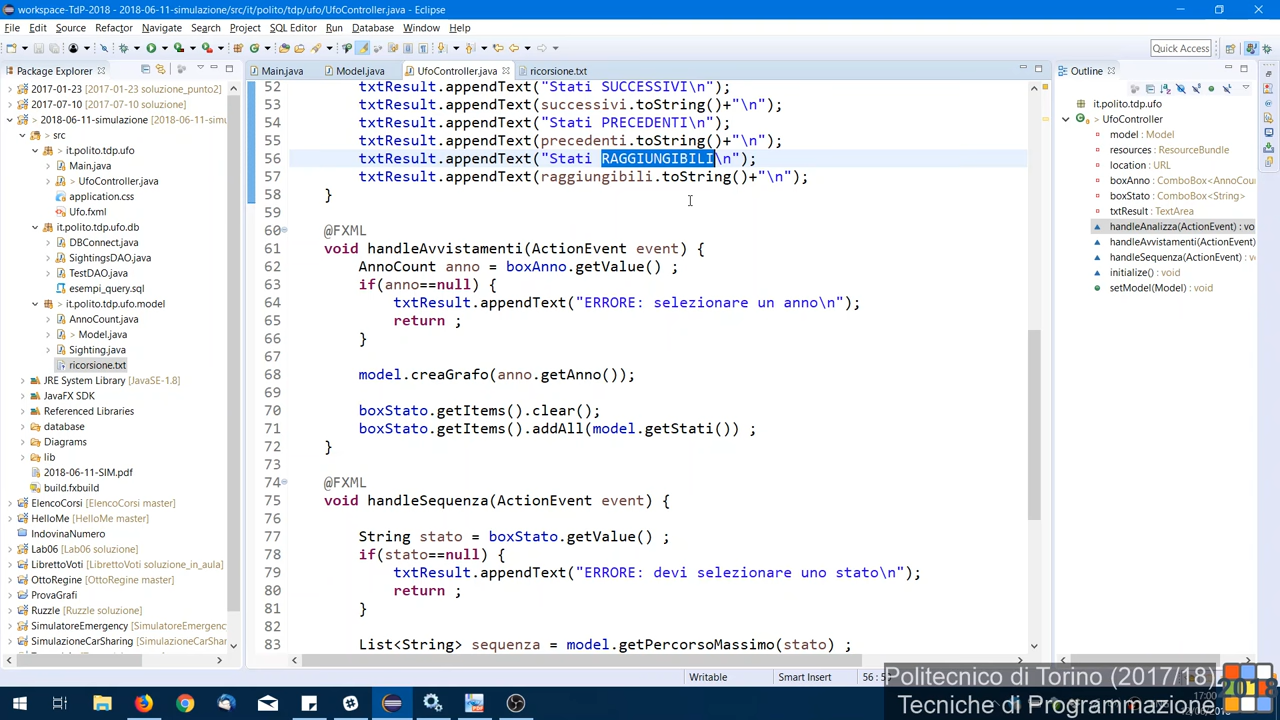 workspace-TdP-2018 - 2018-06-11-simulazione/src/it/polito/tdp/ufo/UfoController.java - Eclipse
File Edit Source Refactor Navigate Search Project SQL Editor Run Database Window Help
Quick Access
Package Explorer
2017-01-23 (2017-01-23 soluzione_punto2)
2017-07-10 (2017-07-10 soluzione)
2018-06-11-simulazione
src
it.polito.tdp.ufo
Main.java
> UfoController.java
application.css
Ufo.fxml
it.polito.tdp.ufo.db
DBConnect.java
SightingsDAO.java
TestDAO.java
esempi_query.sql
it.polito.tdp.ufo.model
AnnoCount.java
> Model.java
Sighting.java
ricorsione.txt
JRE System Library [JavaSE-1.8]
JavaFX SDK
Referenced Libraries
database
Diagrams
lib
2018-06-11-SIM.pdf
build.fxbuild
ElencoCorsi [ElencoCorsi master]
HelloMe [HelloMe master]
IndovinaNumero
Lab06 [Lab06 soluzione]
LibrettoVoti [LibrettoVoti soluzione_in_aula]
OttoRegine [OttoRegine master]
ProvaGrafi
Ruzzle [Ruzzle soluzione]
SimulatoreEmergency [SimulatoreEmergency master]
SimulazioneCarSharing [SimulazioneCarSharing mas
Main.java Model.java UfoController.java ricorsione.txt
52 txtResult.appendText("Stati SUCCESSIVI\n");
53 txtResult.appendText(successivi.toString()+"\n");
54 txtResult.appendText("Stati PRECEDENTI\n");
55 txtResult.appendText(precedenti.toString()+"\n");
56 txtResult.appendText("Stati RAGGIUNGIBILI\n");
57 txtResult.appendText(raggiungibili.toString()+"\n");
58 }
59
60 @FXML
61 void handleAvvistamenti(ActionEvent event) {
62 AnnoCount anno = boxAnno.getValue() ;
63 if(anno==null) {
64 txtResult.appendText("ERRORE: selezionare un anno\n");
65 return ;
66 }
67
68 model.creaGrafo(anno.getAnno());
69
70 boxStato.getItems().clear();
71 boxStato.getItems().addAll(model.getStati()) ;
72 }
73
74 @FXML
75 void handleSequenza(ActionEvent event) {
76
77 String stato = boxStato.getValue() ;
78 if(stato==null) {
79 txtResult.appendText("ERRORE: devi selezionare uno stato\n");
80 return ;
81 }
82
83 List<String> sequenza = model.getPercorsoMassimo(stato) ;
Outline
it.polito.tdp.ufo
UfoController
model: Model
resources: ResourceBundle
location: URL
boxAnno: ComboBox<AnnoCou
boxStato: ComboBox<String>
txtResult: TextArea
handleAnalizza(ActionEvent) : vo
handleAvvistamenti(ActionEvent)
handleSequenza(ActionEvent) : vo
initialize() : void
setModel(Model) : void
Writable Smart Insert
Politecnico di Torino (2017/18)
Tecniche di Programmazione
2018
17:00